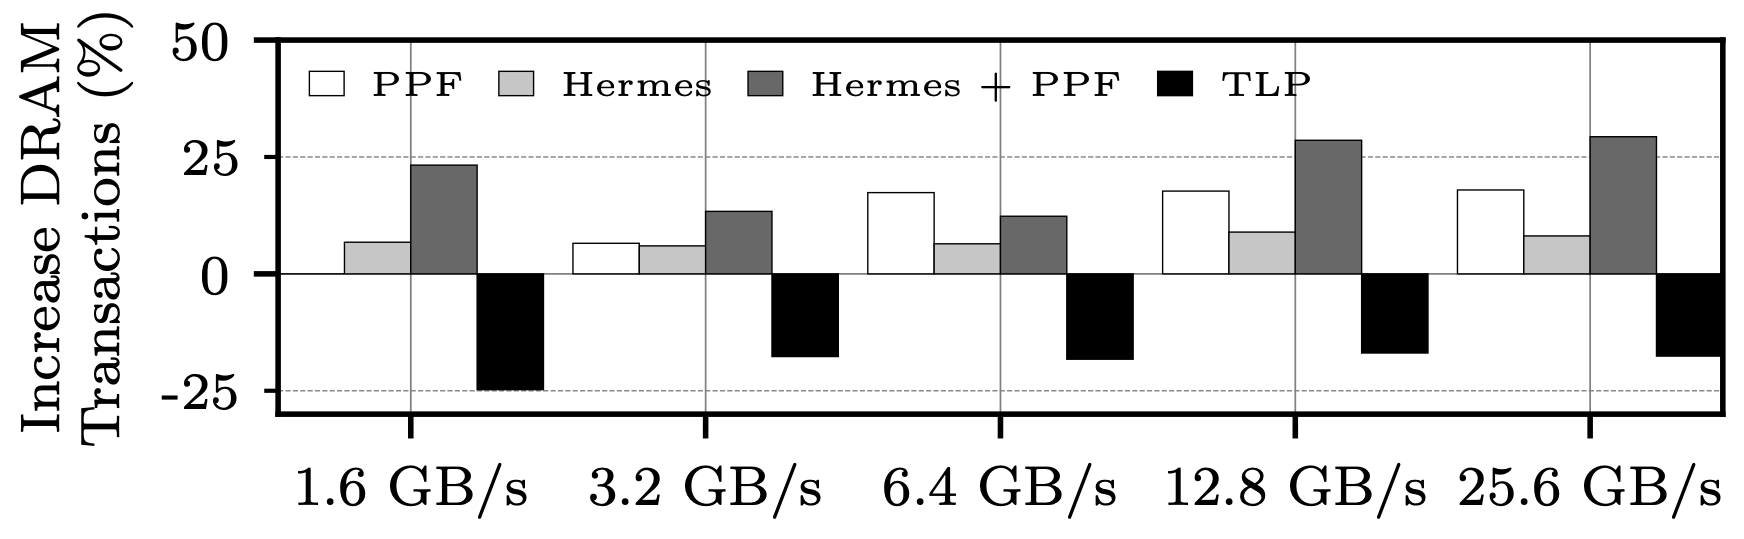 Increase DRAM
Transactions (%)
50
25
0
-25
PPF Hermes Hermes + PPF TLP
1.6 GB/s 3.2 GB/s 6.4 GB/s 12.8 GB/s 25.6 GB/s